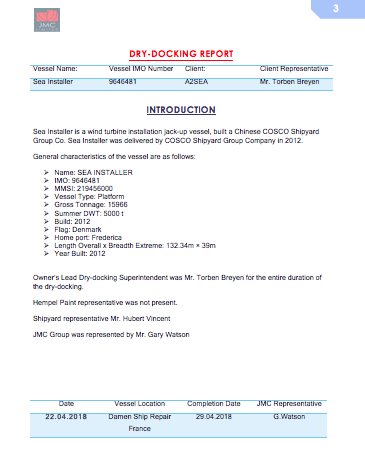 3
JMC
DRY-DOCKING REPORT
Vessel Name: Vessel IMO Number Client: Client Representative
Sea Installer 9646481 A2SEA Mr. Torben Breyen
INTRODUCTION
Sea Installer is a wind turbine installation jack-up vessel, built a Chinese COSCO Shipyard
Group Co. Sea Installer was delivered by COSCO Shipyard Group Company in 2012.
General characteristics of the vessel are as follows:
➢ Name: SEA INSTALLER
➢ IMO: 9646481
➢ MMSI: 219456000
➢ Vessel Type: Platform
➢ Gross Tonnage: 15966
➢ Summer DWT: 5000 t
➢ Build: 2012
➢ Flag: Denmark
➢ Home port: Frederica
➢ Length Overall x Breadth Extreme: 132.34m × 39m
➢ Year Built: 2012
Owner's Lead Dry-docking Superintendent was Mr. Torben Breyen for the entire duration of
the dry-docking.
Hempel Paint representative was not present.
Shipyard representative Mr. Hubert Vincent
JMC Group was represented by Mr. Gary Watson
Date Vessel Location Completion Date JMC Representative
22.04.2018 Damen Ship Repair 29.04.2018 G.Watson
France